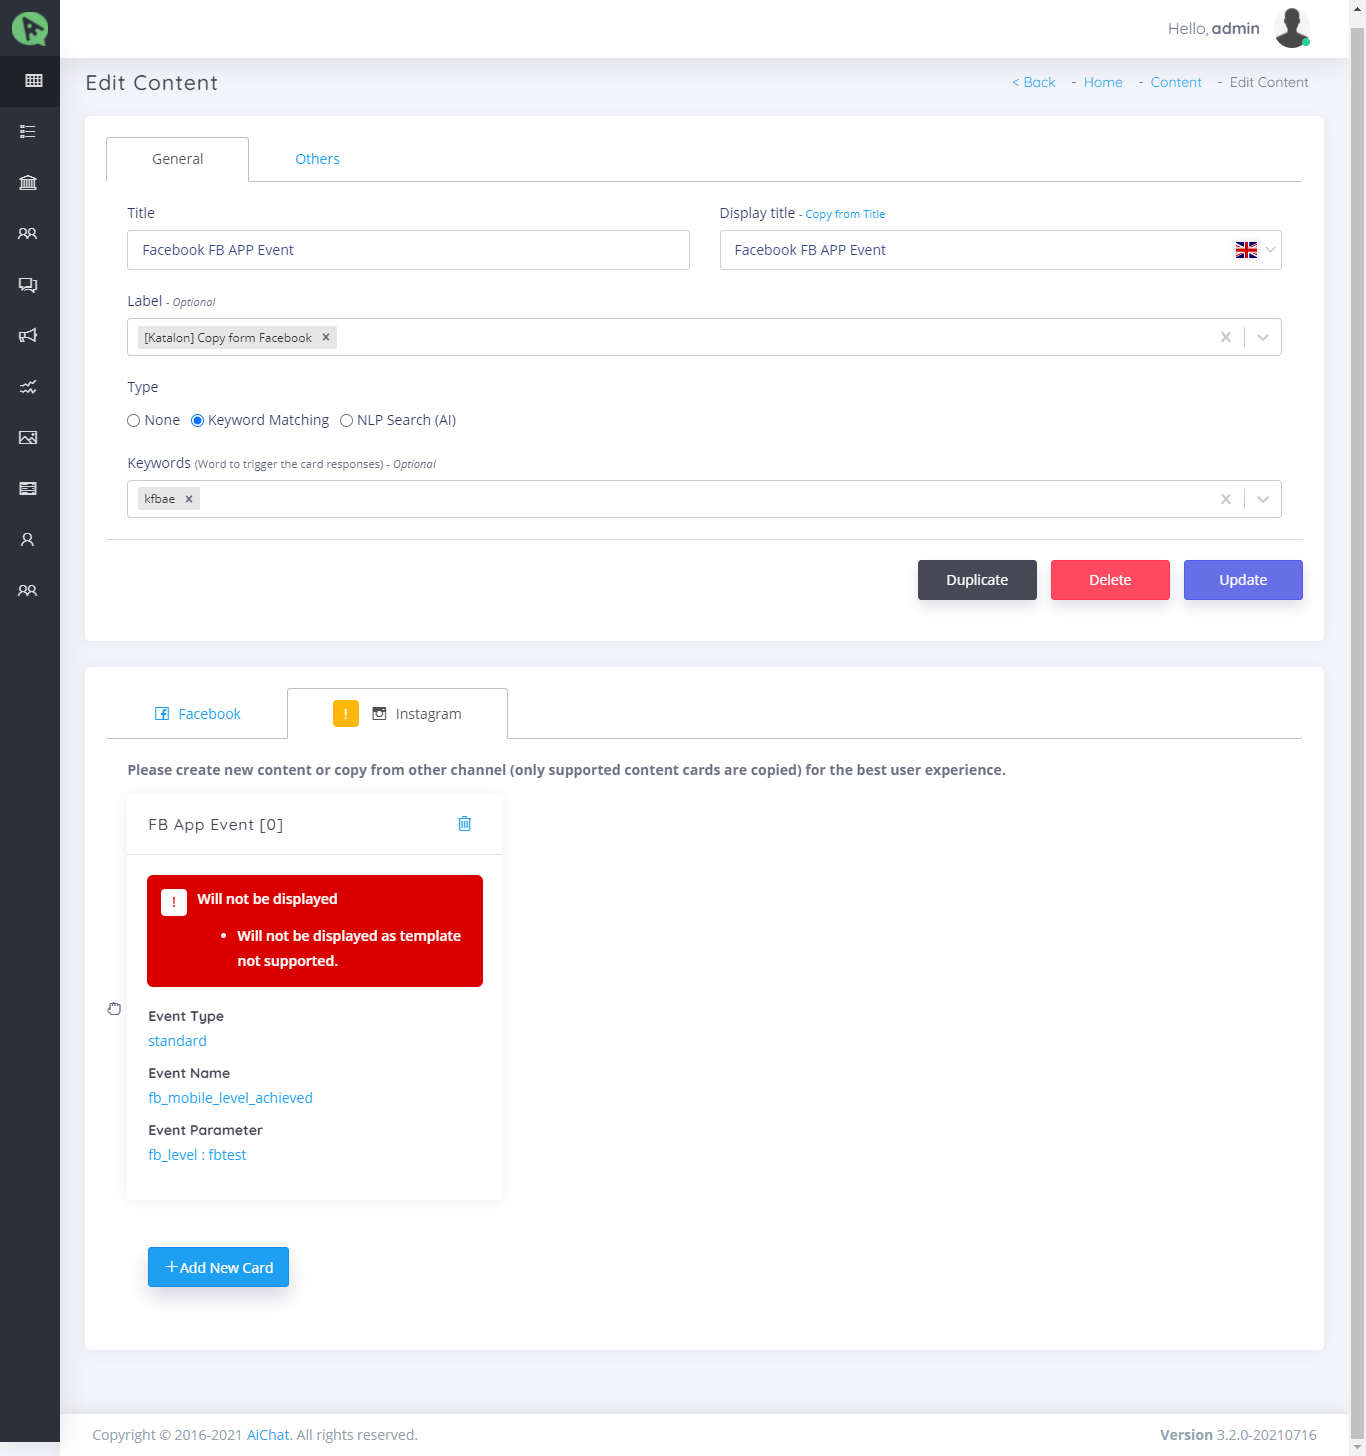 Hello, admin
Edit Content
< Back - Home - Content - Edit Content
General
Others
Title
Facebook FB APP Event
Display title - Copy from Title
Facebook FB APP Event
Label - Optional
[Katalon] Copy form Facebook ×
Type
None
Keyword Matching
NLP Search (AI)
Keywords (Word to trigger the card responses) - Optional
kfbae ×
Duplicate
Delete
Update
Facebook
! Instagram
Please create new content or copy from other channel (only supported content cards are copied) for the best user experience.
FB App Event [0]
! Will not be displayed
• Will not be displayed as template
not supported.
Event Type
standard
Event Name
fb_mobile_level_achieved
Event Parameter
fb_level : fbtest
+Add New Card
Copyright © 2016-2021 AiChat. All rights reserved.
Version 3.2.0-20210716